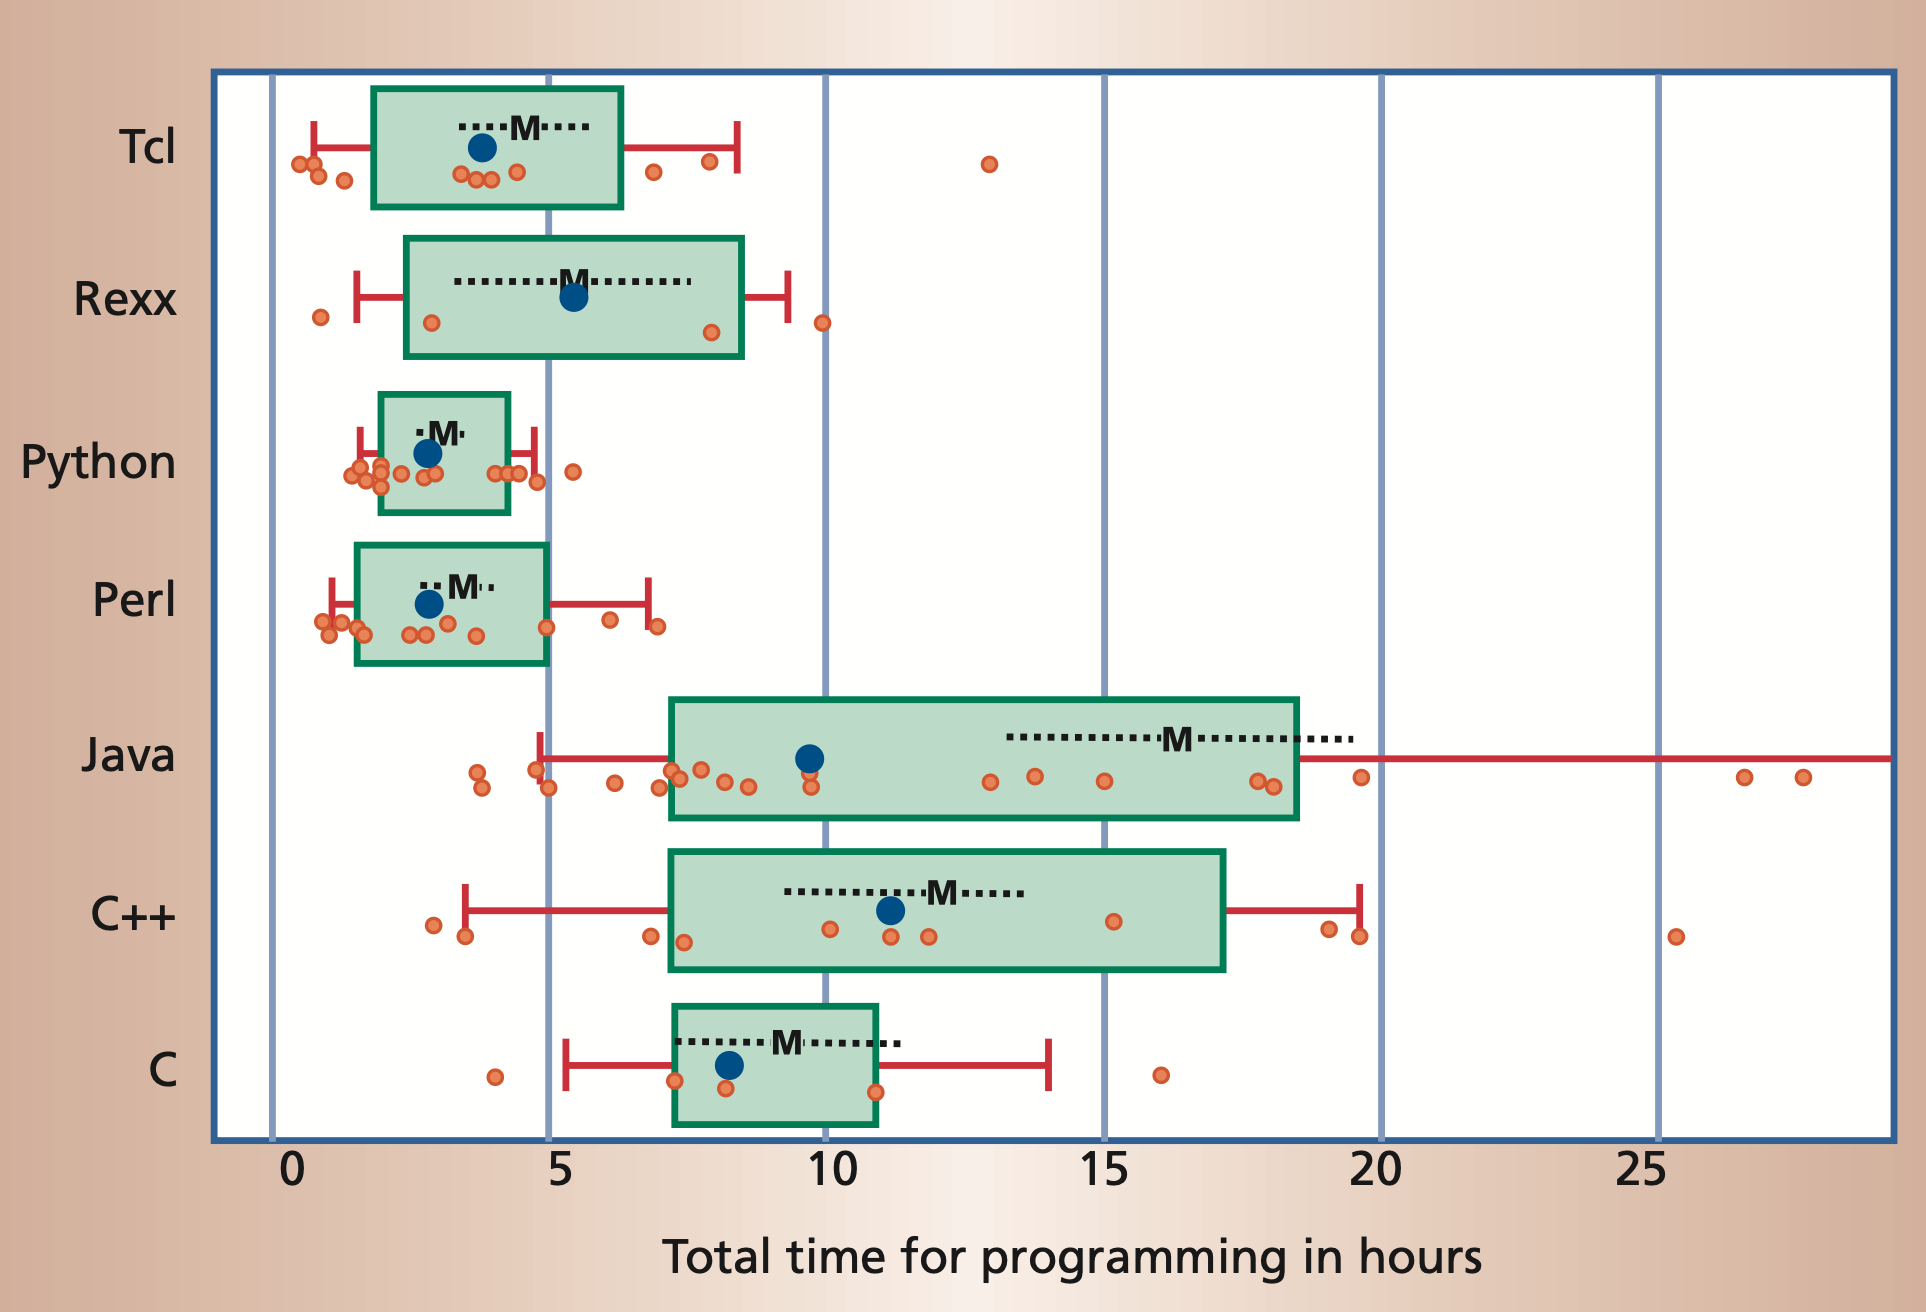 Tcl M
Rexx M
Python M
Perl M
Java M
C++ M
C M
0 5 10 15 20 25
Total time for programming in hours